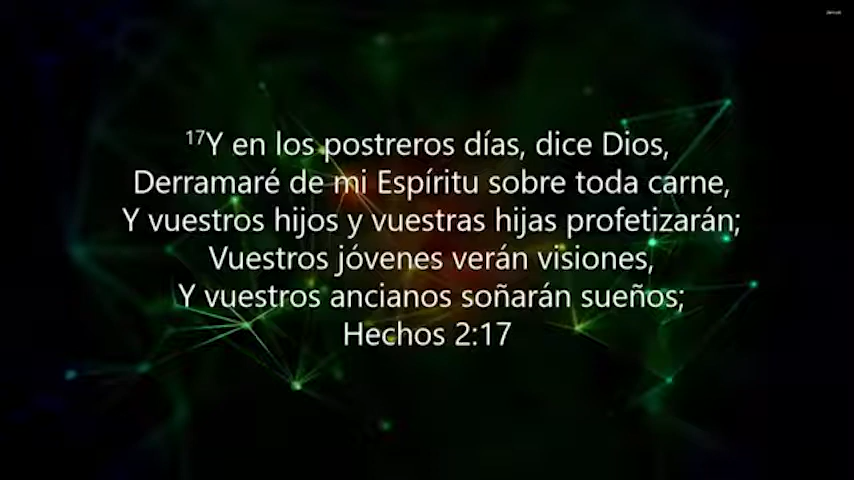 ¹⁷Y en los postreros días, dice Dios,
Derramaré de mi Espíritu sobre toda carne,
Y vuestros hijos y vuestras hijas profetizarán;
Vuestros jóvenes verán visiones,
Y vuestros ancianos soñarán sueños;
Hechos 2:17